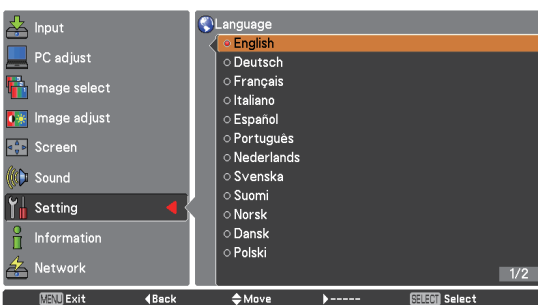 Input
PC adjust
Image select
Image adjust
Screen
Sound
Setting
Information
Network
Language
English
Deutsch
Français
Italiano
Español
Português
Nederlands
Svenska
Suomi
Norsk
Dansk
Polski
1/2
MENU Exit Back Move ----- SELECT Select